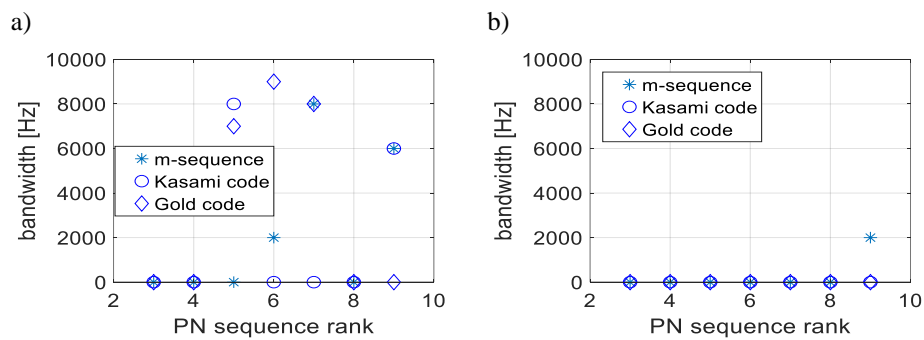 a)
10000
8000
6000
4000
2000
0
bandwidth [Hz]
m-sequence
Kasami code
Gold code
2
4
6
8
10
PN sequence rank
b)
10000
8000
6000
4000
2000
0
bandwidth [Hz]
m-sequence
Kasami code
Gold code
2
4
6
8
10
PN sequence rank